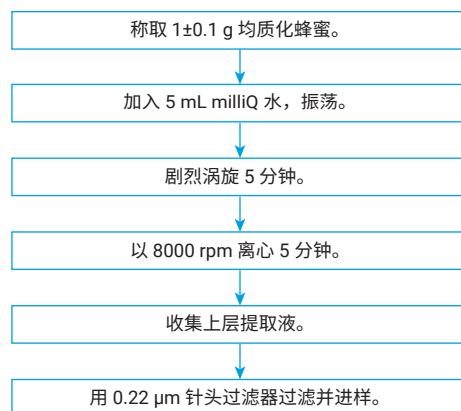 称取 1±0.1 g 均质化蜂蜜。
加入 5 mL milliQ 水，振荡。
剧烈涡旋 5 分钟。
以 8000 rpm 离心 5 分钟。
收集上层提取液。
用 0.22 µm 针头过滤器过滤并进样。